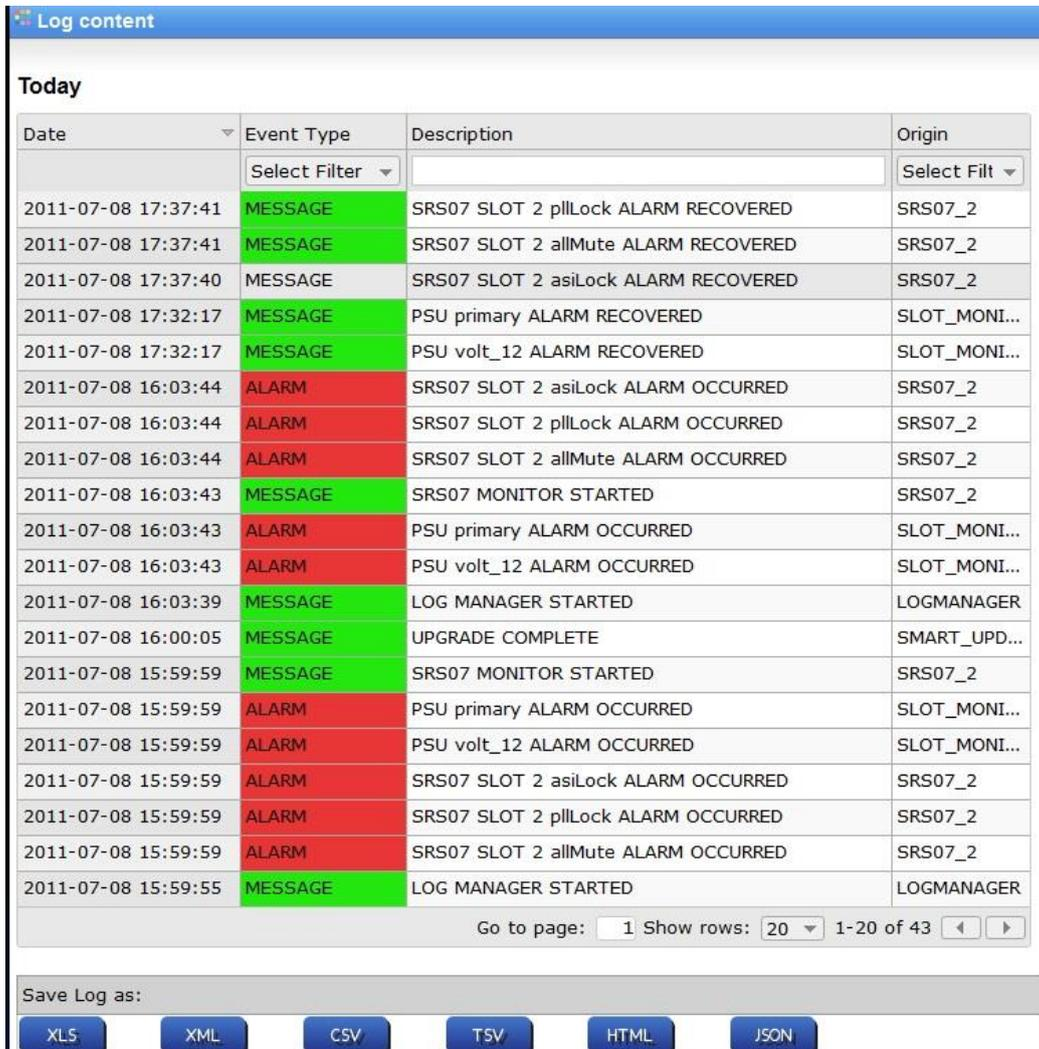 Log content
Today
Date Event Type Description Origin
Select Filter Select Filt
2011-07-08 17:37:41 MESSAGE SRS07 SLOT 2 pllLock ALARM RECOVERED SRS07_2
2011-07-08 17:37:41 MESSAGE SRS07 SLOT 2 allMute ALARM RECOVERED SRS07_2
2011-07-08 17:37:40 MESSAGE SRS07 SLOT 2 asiLock ALARM RECOVERED SRS07_2
2011-07-08 17:32:17 MESSAGE PSU primary ALARM RECOVERED SLOT_MONI...
2011-07-08 17:32:17 MESSAGE PSU volt_12 ALARM RECOVERED SLOT_MONI...
2011-07-08 16:03:44 ALARM SRS07 SLOT 2 asiLock ALARM OCCURRED SRS07_2
2011-07-08 16:03:44 ALARM SRS07 SLOT 2 pllLock ALARM OCCURRED SRS07_2
2011-07-08 16:03:44 ALARM SRS07 SLOT 2 allMute ALARM OCCURRED SRS07_2
2011-07-08 16:03:43 MESSAGE SRS07 MONITOR STARTED SRS07_2
2011-07-08 16:03:43 ALARM PSU primary ALARM OCCURRED SLOT_MONI...
2011-07-08 16:03:43 ALARM PSU volt_12 ALARM OCCURRED SLOT_MONI...
2011-07-08 16:03:39 MESSAGE LOG MANAGER STARTED LOGMANAGER
2011-07-08 16:00:05 MESSAGE UPGRADE COMPLETE SMART_UPD...
2011-07-08 15:59:59 MESSAGE SRS07 MONITOR STARTED SRS07_2
2011-07-08 15:59:59 ALARM PSU primary ALARM OCCURRED SLOT_MONI...
2011-07-08 15:59:59 ALARM PSU volt_12 ALARM OCCURRED SLOT_MONI...
2011-07-08 15:59:59 ALARM SRS07 SLOT 2 asiLock ALARM OCCURRED SRS07_2
2011-07-08 15:59:59 ALARM SRS07 SLOT 2 pllLock ALARM OCCURRED SRS07_2
2011-07-08 15:59:59 ALARM SRS07 SLOT 2 allMute ALARM OCCURRED SRS07_2
2011-07-08 15:59:55 MESSAGE LOG MANAGER STARTED LOGMANAGER
Go to page: 1 Show rows: 20 1-20 of 43
Save Log as:
XLS XML CSV TSV HTML JSON